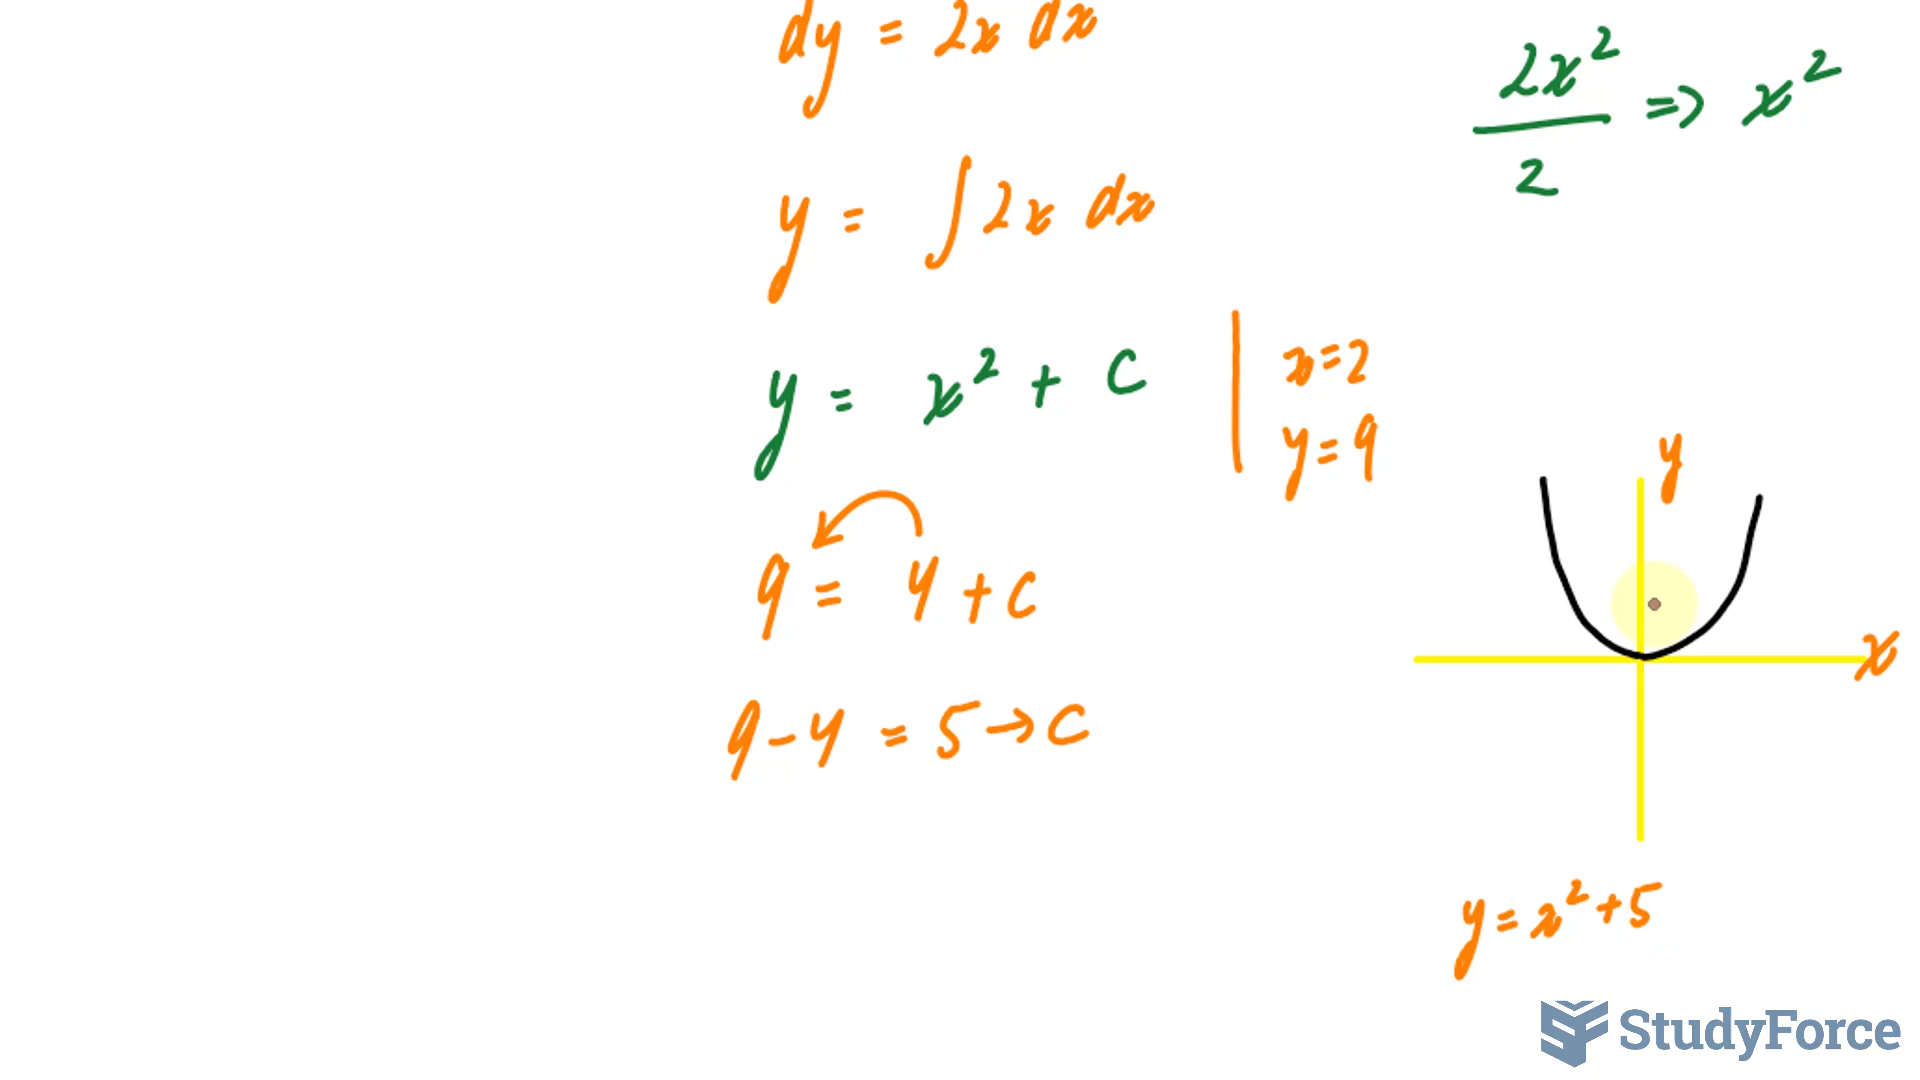 dy = 2x dx
y = ∫ 2x dx
y = x² + C
9 = 4 + C
9 - 4 = 5 → C
x = 2
y = 9
2x²
2
⇒ x²
y
x
y = x² + 5
StudyForce